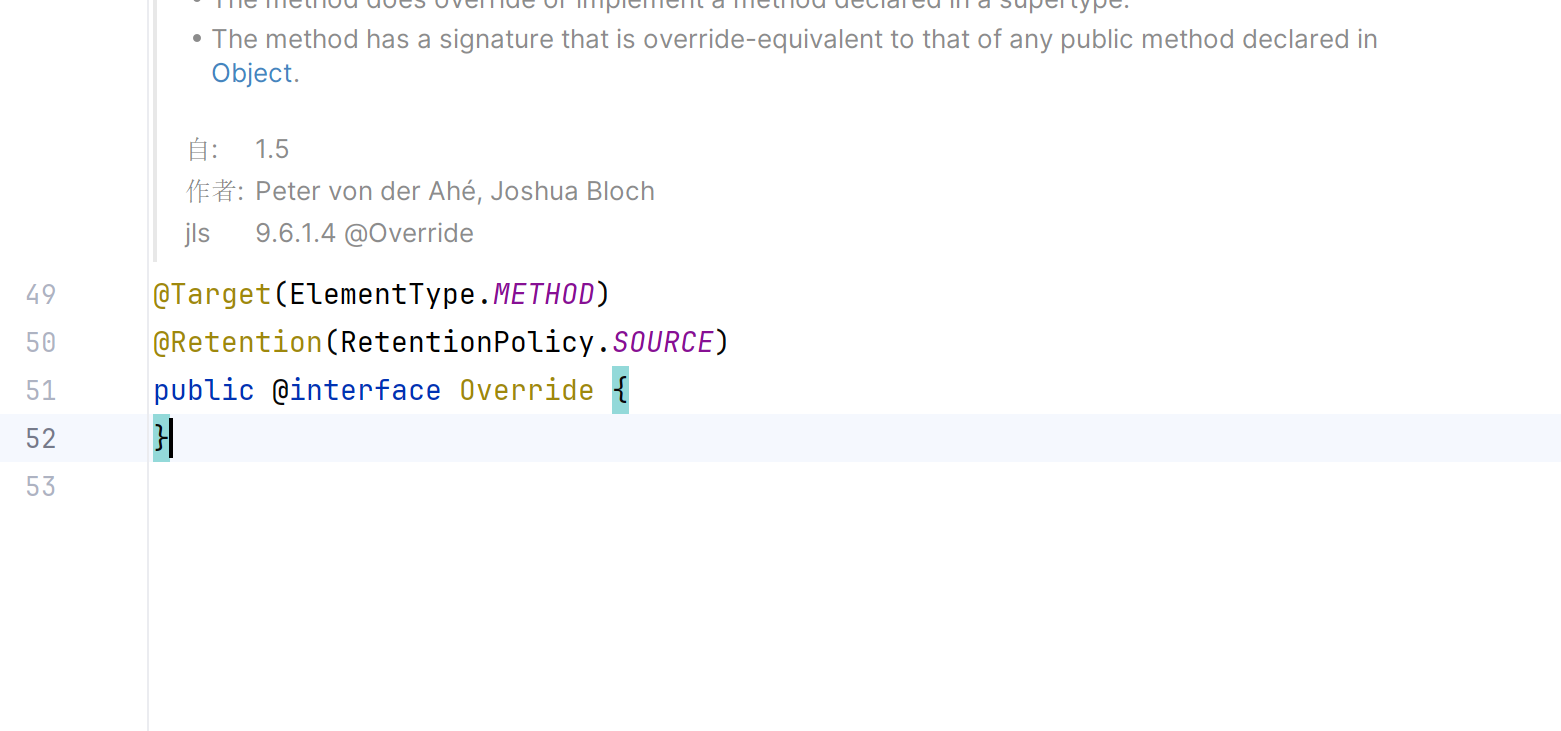 • The method does override or implement a method declared in a supertype.
• The method has a signature that is override-equivalent to that of any public method declared in
Object.
自: 1.5
作者: Peter von der Ahé, Joshua Bloch
jls 9.6.1.4 @Override
49 @Target(ElementType.METHOD)
50 @Retention(RetentionPolicy.SOURCE)
51 public @interface Override {
52 }
53